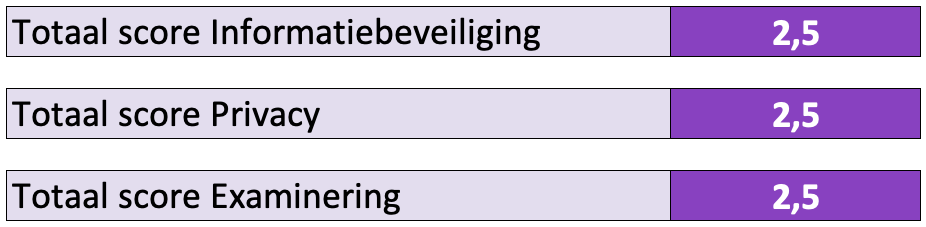 Totaal score Informatiebeveiliging 2,5
Totaal score Privacy 2,5
Totaal score Examinering 2,5